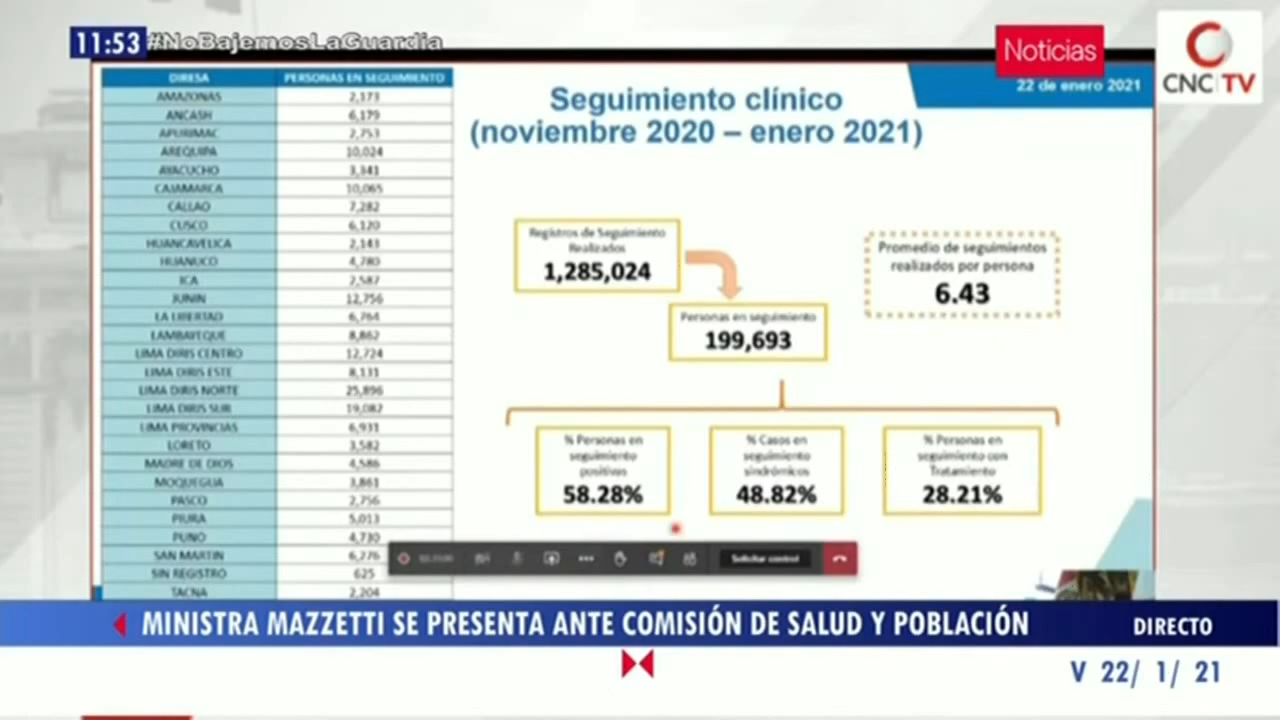 11:53 #NoBajemosLaGuardia
Noticias
CNC TV
22 de enero 2021
DIRESA PERSONAS EN SEGUIMIENTO
AMAZONAS 2,173
ANCASH 6,179
APURIMAC 2,753
AREQUIPA 10,024
AYACUCHO 3,341
CAJAMARCA 10,065
CALLAO 7,282
CUSCO 6,120
HUANCAVELICA 2,143
HUANUCO 4,780
ICA 2,587
JUNIN 12,756
LA LIBERTAD 6,764
LAMBAYEQUE 8,862
LIMA DIRIS CENTRO 12,724
LIMA DIRIS ESTE 8,131
LIMA DIRIS NORTE 25,896
LIMA DIRIS SUR 19,082
LIMA PROVINCIAS 6,931
LORETO 3,582
MADRE DE DIOS 4,586
MOQUEGUA 3,861
PASCO 2,756
PIURA 5,013
PUNO 4,730
SAN MARTIN 6,276
SIN REGISTRO 625
TACNA 2,204
Seguimiento clínico
(noviembre 2020 – enero 2021)
Registros de Seguimiento
Realizados
1,285,024
Personas en seguimiento
199,693
Promedio de seguimientos
realizados por persona
6.43
% Personas en
seguimiento
positivas
58.28%
% Casos en
seguimiento
sindrómicos
48.82%
% Personas en
seguimiento con
Tratamiento
28.21%
Solicitar control
MINISTRA MAZZETTI SE PRESENTA ANTE COMISIÓN DE SALUD Y POBLACIÓN
DIRECTO
V 22/ 1/ 21